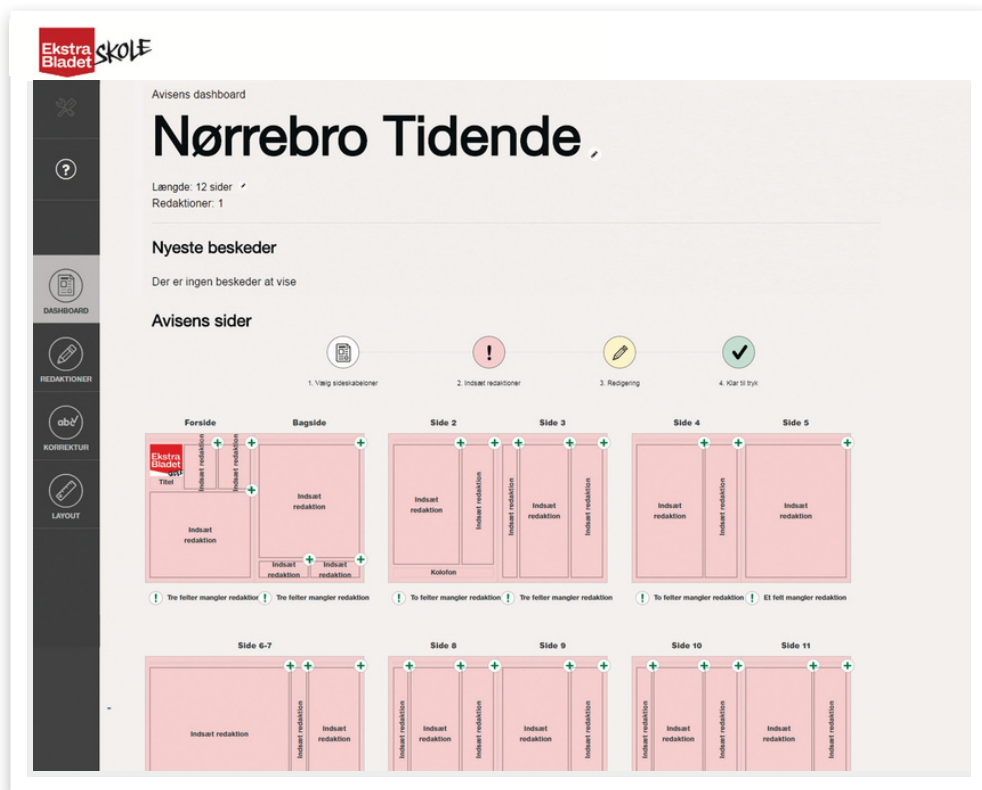 Ekstra
Bladet SKOLE
Avisens dashboard
Nørrebro Tidende
Længde: 12 sider
Redaktioner: 1
Nyeste beskeder
Der er ingen beskeder at vise
Avisens sider
DASHBOARD
REDAKTIONER
abc
KORREKTUR
LAYOUT
1. Vælg sideskabeloner
2. Indsæt redaktioner
3. Redigering
4. Klar til tryk
Forside
Bagside
Side 2
Side 3
Side 4
Side 5
Ekstra
Bladet
SKOLE
Titel
Indsæt redaktion
Indsæt redaktion
Indsæt
redaktion
Indsæt
redaktion
Indsæt
redaktion
Indsæt
redaktion
Indsæt
redaktion
Indsæt redaktion
Kolofon
Indsæt redaktion
Indsæt
redaktion
Indsæt redaktion
Indsæt
redaktion
Indsæt redaktion
Indsæt
redaktion
! Tre felter mangler redaktion
! Tre felter mangler redaktion
! To felter mangler redaktion
! Tre felter mangler redaktion
! To felter mangler redaktion
! Et felt mangler redaktion
Side 6-7
Side 8
Side 9
Side 10
Side 11
Indsæt redaktion
Indsæt redaktion
Indsæt
redaktion
Indsæt redaktion
Indsæt
redaktion
Indsæt redaktion
Indsæt
redaktion
Indsæt redaktion
Indsæt redaktion
Indsæt
redaktion
Indsæt redaktion
Indsæt
redaktion
Indsæt redaktion